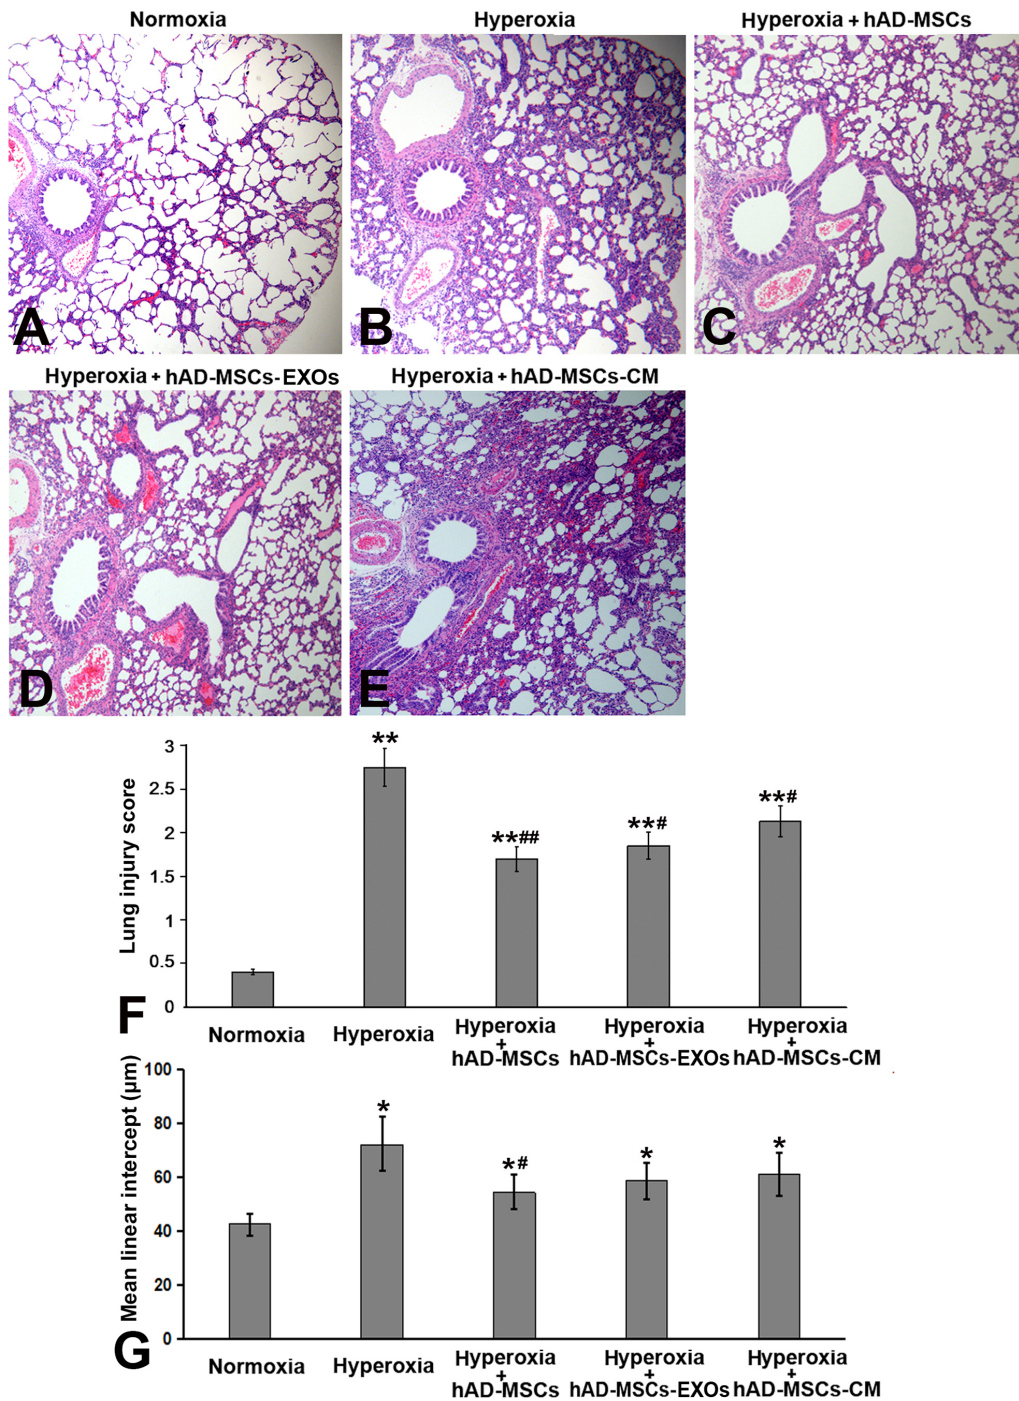 Normoxia
Hyperoxia
Hyperoxia + hAD-MSCs
A
B
C
Hyperoxia + hAD-MSCs-EXOs
Hyperoxia + hAD-MSCs-CM
D
E
Lung injury score
3
2.5
2
1.5
1
0.5
0
**
**##
**#
**#
F
Normoxia
Hyperoxia
Hyperoxia
+
hAD-MSCs
Hyperoxia
+
hAD-MSCs-EXOs
Hyperoxia
+
hAD-MSCs-CM
Mean linear intercept (μm)
100
80
60
40
20
0
*
*#
*
*
G
Normoxia
Hyperoxia
Hyperoxia
+
hAD-MSCs
Hyperoxia
+
hAD-MSCs-EXOs
Hyperoxia
+
hAD-MSCs-CM